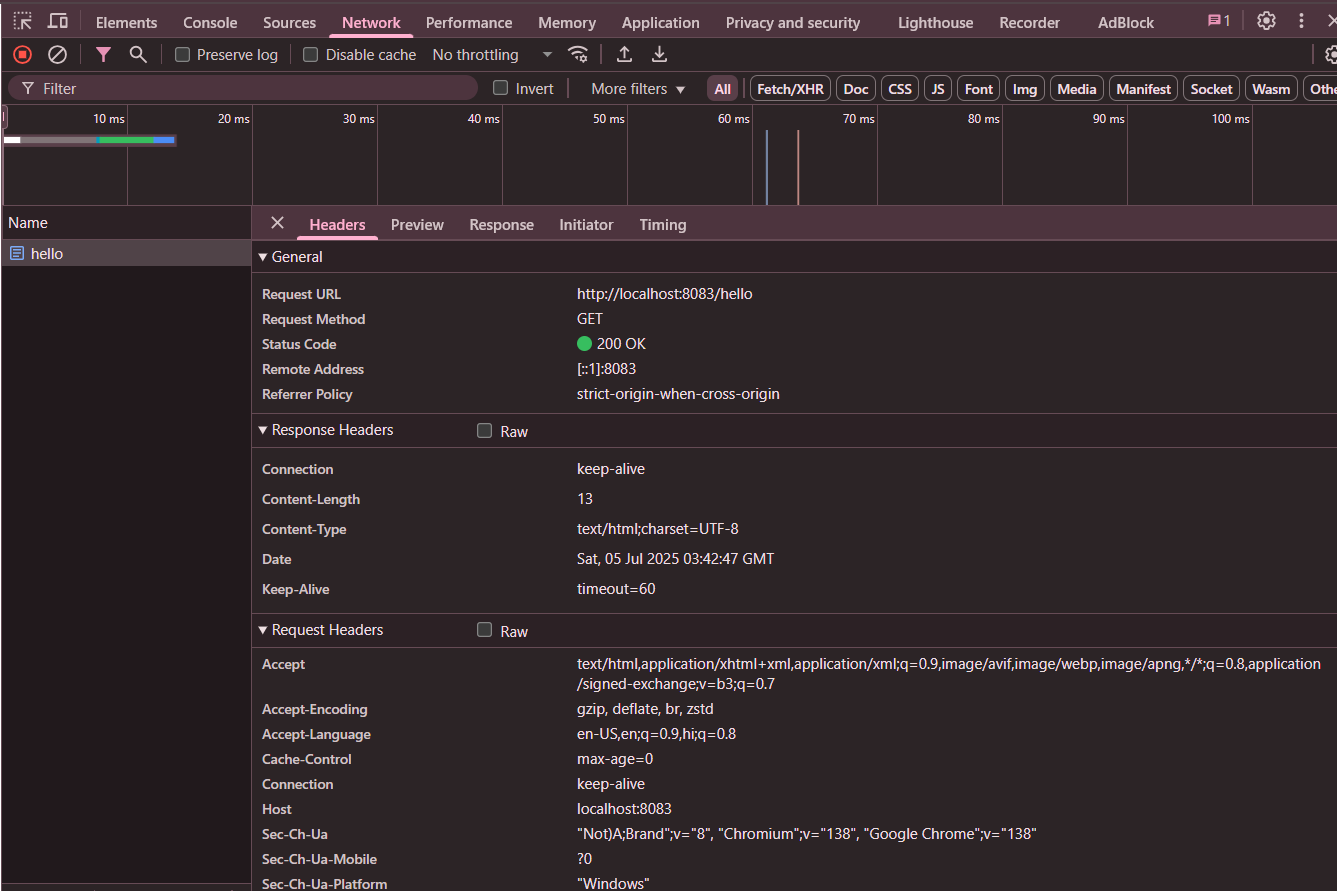 Elements Console Sources Network Performance Memory Application Privacy and security Lighthouse Recorder AdBlock 1
Preserve log Disable cache No throttling
Filter Invert More filters All Fetch/XHR Doc CSS JS Font Img Media Manifest Socket Wasm Othe
10 ms 20 ms 30 ms 40 ms 50 ms 60 ms 70 ms 80 ms 90 ms 100 ms
Name Headers Preview Response Initiator Timing
hello
General
Request URL http://localhost:8083/hello
Request Method GET
Status Code 200 OK
Remote Address [::1]:8083
Referrer Policy strict-origin-when-cross-origin
Response Headers Raw
Connection keep-alive
Content-Length 13
Content-Type text/html;charset=UTF-8
Date Sat, 05 Jul 2025 03:42:47 GMT
Keep-Alive timeout=60
Request Headers Raw
Accept text/html,application/xhtml+xml,application/xml;q=0.9,image/avif,image/webp,image/apng,*/*;q=0.8,application
/signed-exchange;v=b3;q=0.7
Accept-Encoding gzip, deflate, br, zstd
Accept-Language en-US,en;q=0.9,hi;q=0.8
Cache-Control max-age=0
Connection keep-alive
Host localhost:8083
Sec-Ch-Ua "Not)A;Brand";v="8", "Chromium";v="138", "Google Chrome";v="138"
Sec-Ch-Ua-Mobile ?0
Sec-Ch-Ua-Platform "Windows"